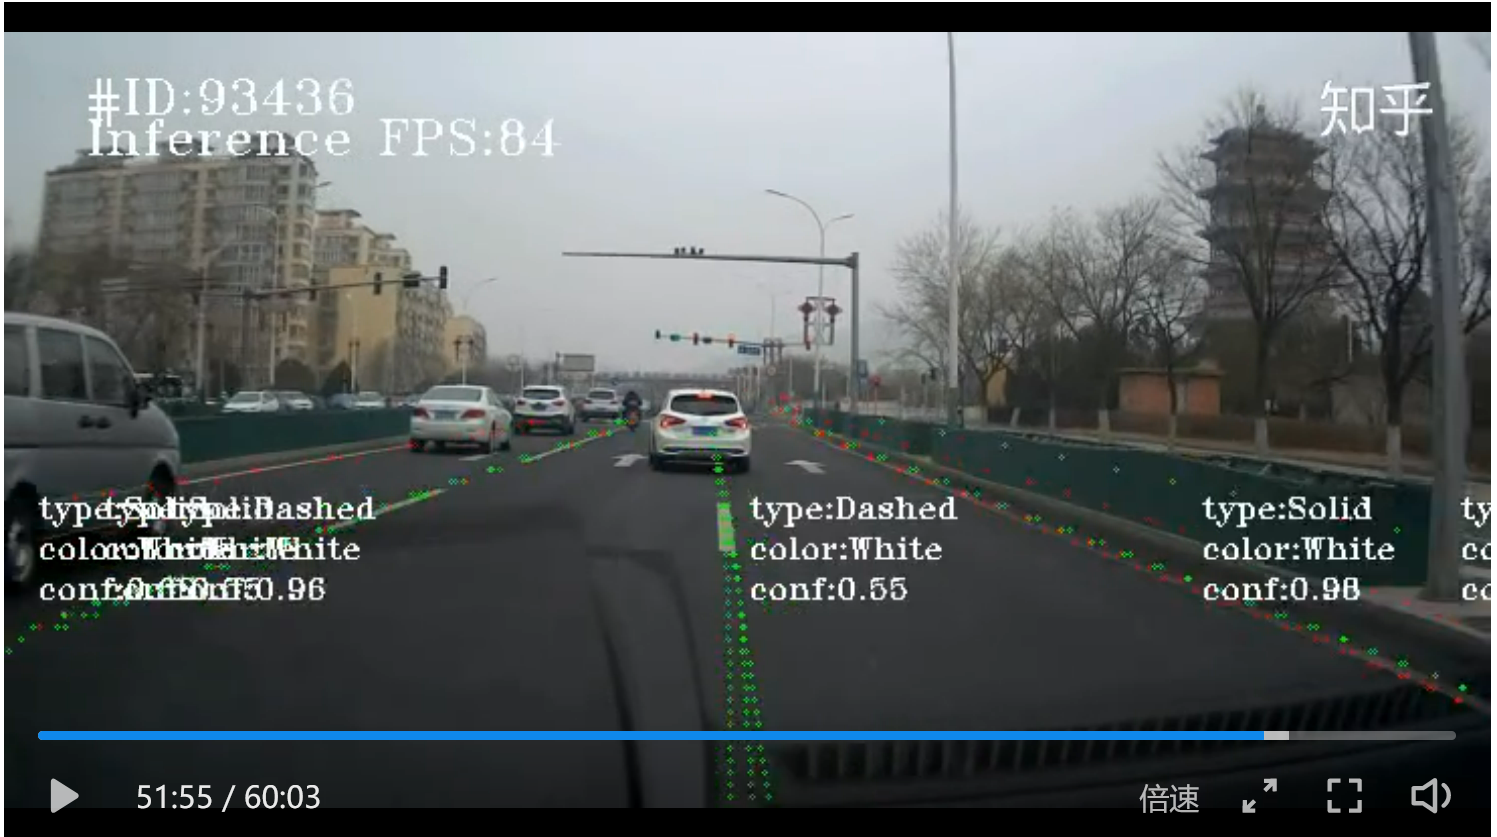 #ID:93436
Inference FPS:84
知乎
type:Dashed
color:White
conf:0.55
type:Solid
color:White
conf:0.98
51:55 / 60:03
倍速